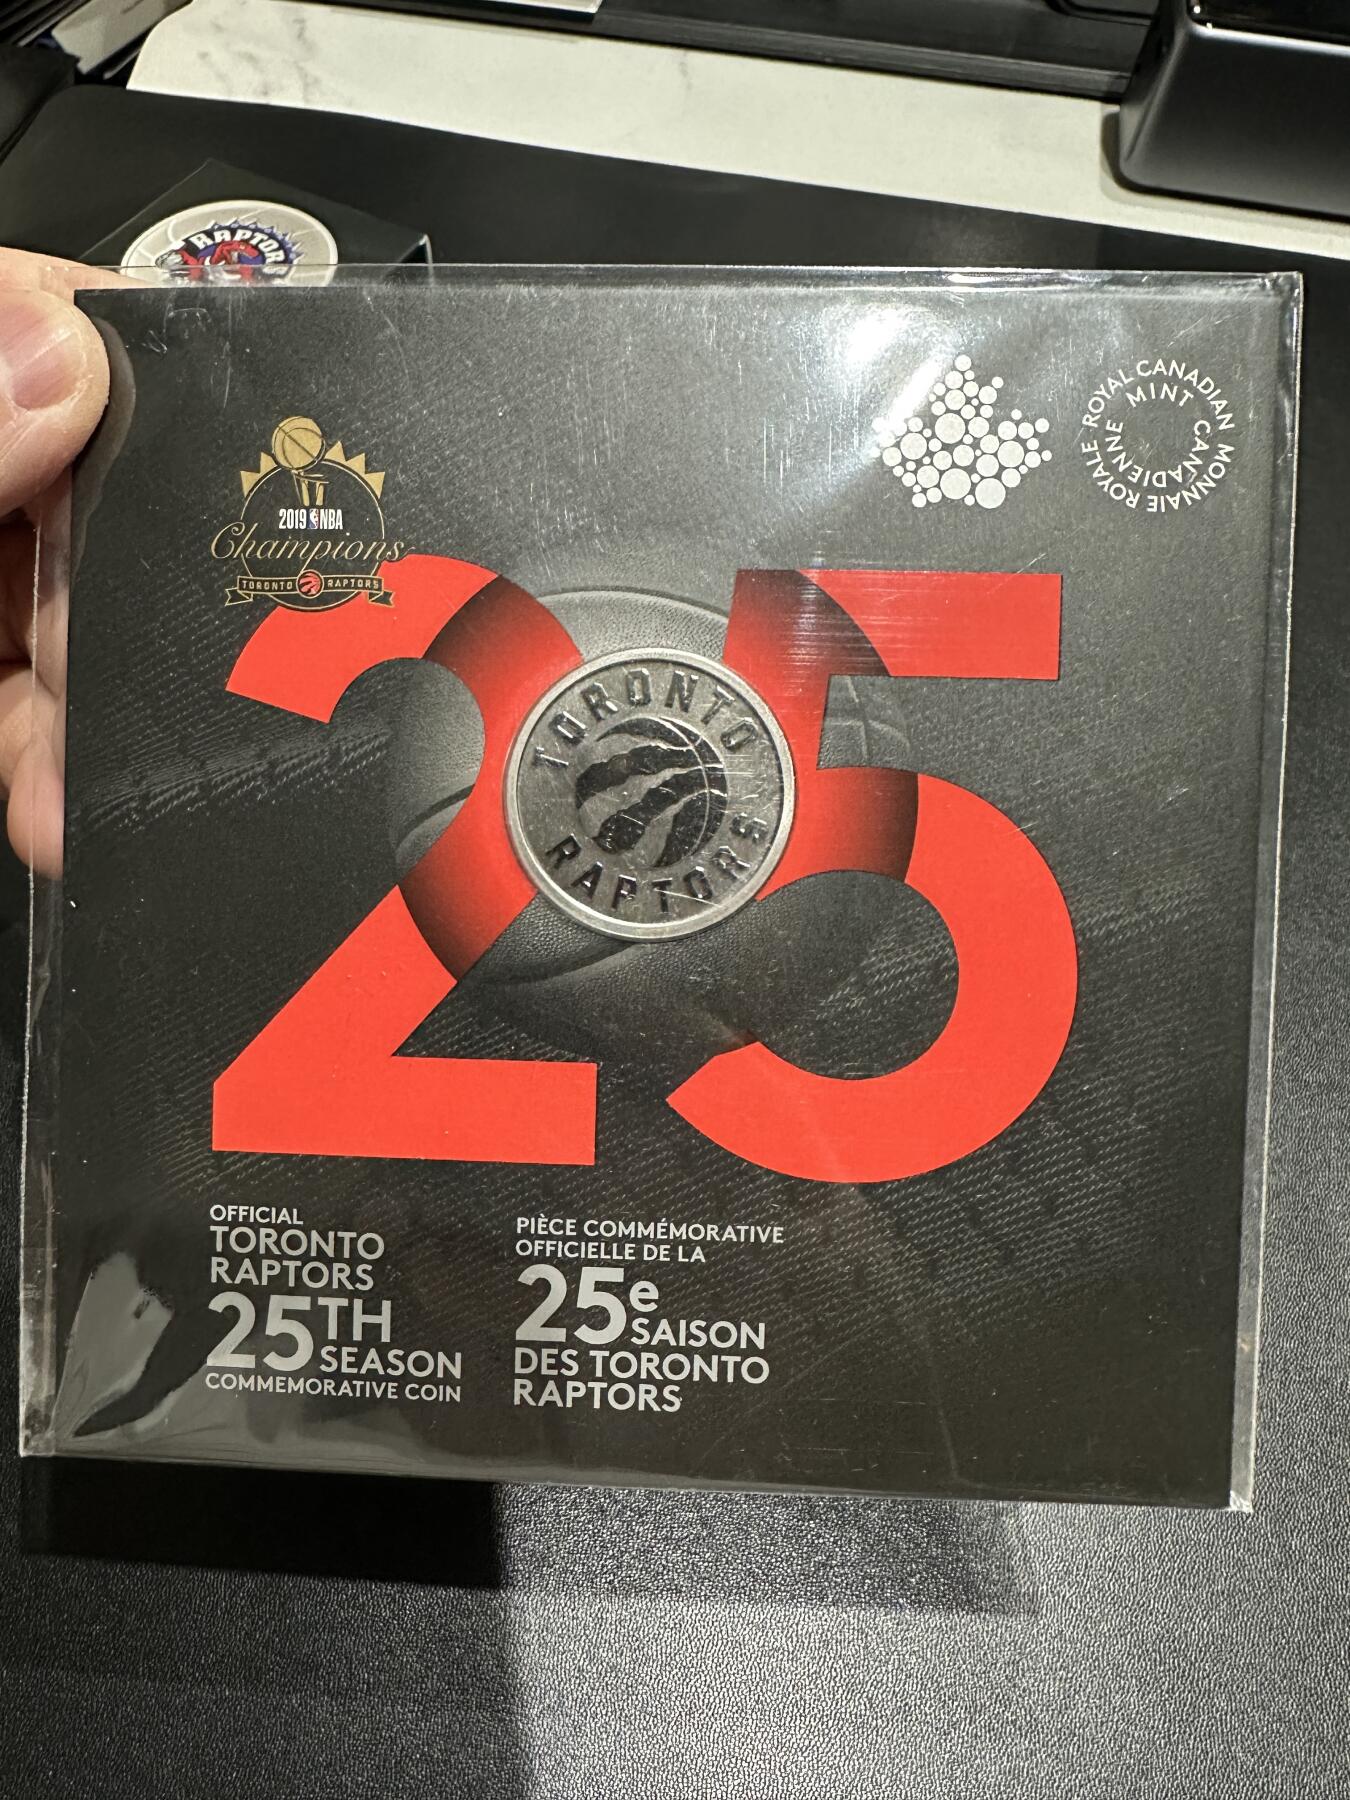 RAPTORS
ROYAL CANADIAN MINT
MONNAIE ROYALE CANADIENNE
2019 NBA
Champions
TORONTO RAPTORS
25
TORONTO
RAPTORS
OFFICIAL
TORONTO
RAPTORS
25TH
SEASON
COMMEMORATIVE COIN
PIÈCE COMMÉMORATIVE
OFFICIELLE DE LA
25e
SAISON
DES TORONTO
RAPTORS